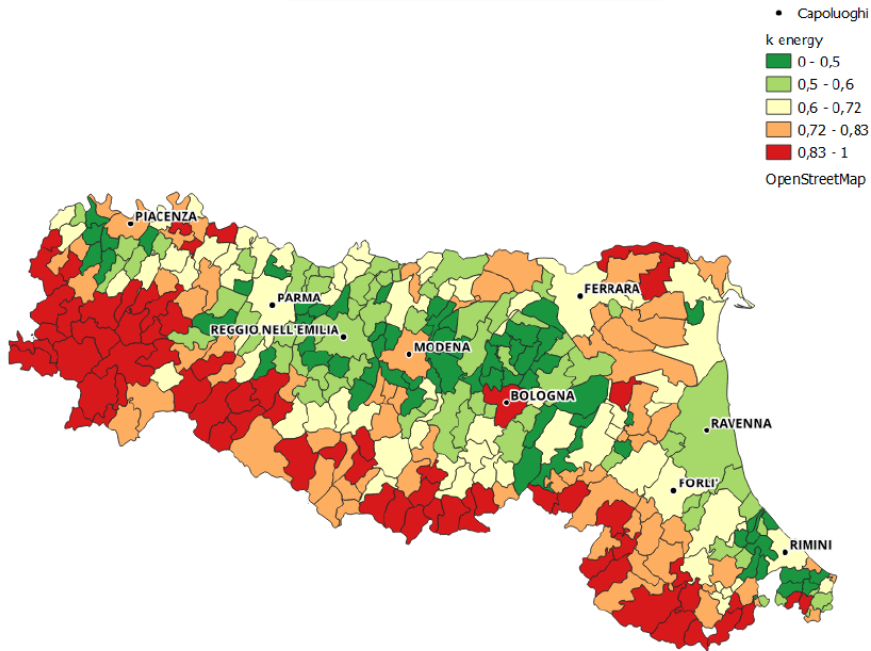 Capoluoghi
k energy
0 - 0,5
0,5 - 0,6
0,6 - 0,72
0,72 - 0,83
0,83 - 1
OpenStreetMap
PIACENZA
FERRARA
PARMA
REGGIO NELL'EMILIA
MODENA
BOLOGNA
RAVENNA
FORLI'
RIMINI